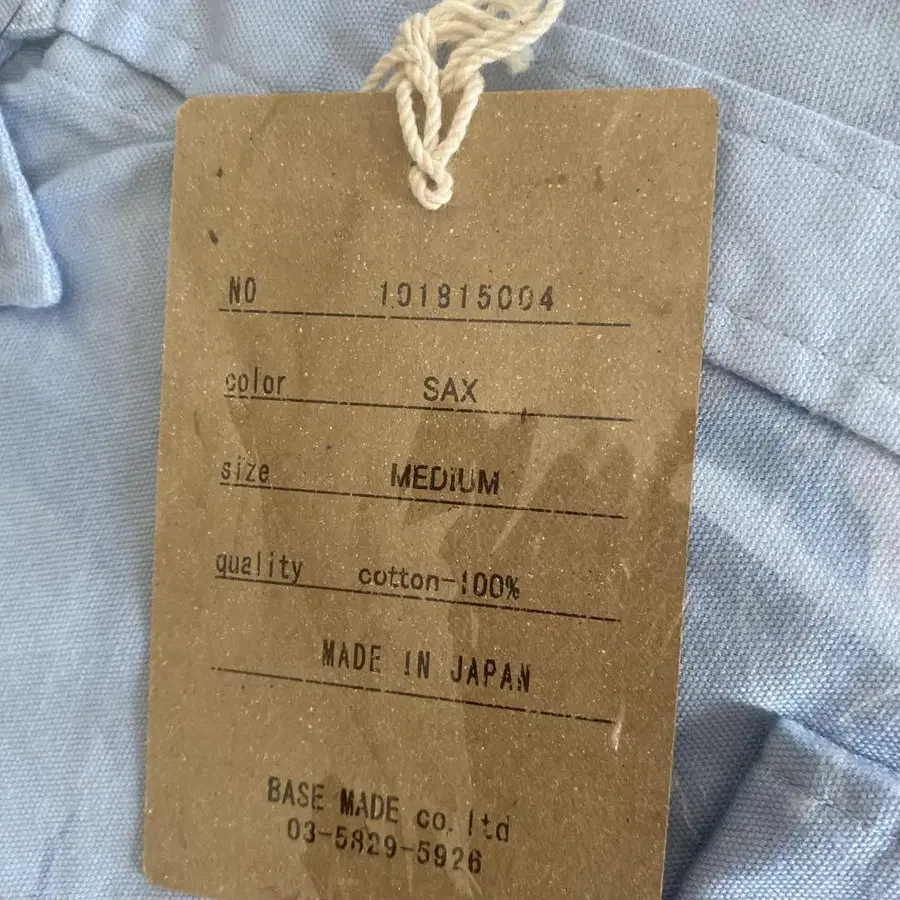 NO 101815004
color SAX
size MEDIUM
quality cotton-100%
MADE IN JAPAN
BASE MADE co.ltd
03-5829-5926